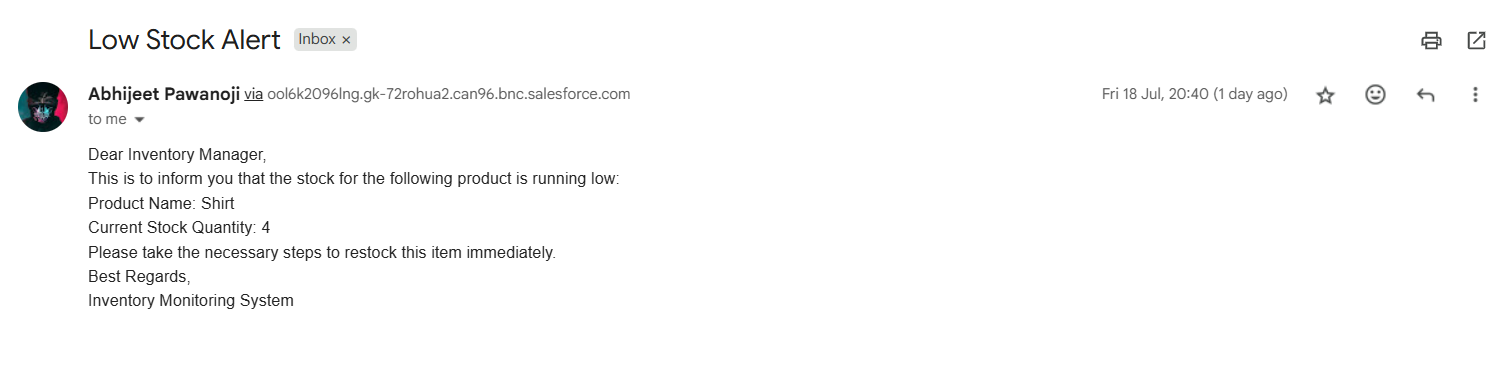 Low Stock Alert Inbox ×
Abhijeet Pawanoji via ool6k2096lng.gk-72rohua2.can96.bnc.salesforce.com Fri 18 Jul, 20:40 (1 day ago)
to me
Dear Inventory Manager,
This is to inform you that the stock for the following product is running low:
Product Name: Shirt
Current Stock Quantity: 4
Please take the necessary steps to restock this item immediately.
Best Regards,
Inventory Monitoring System